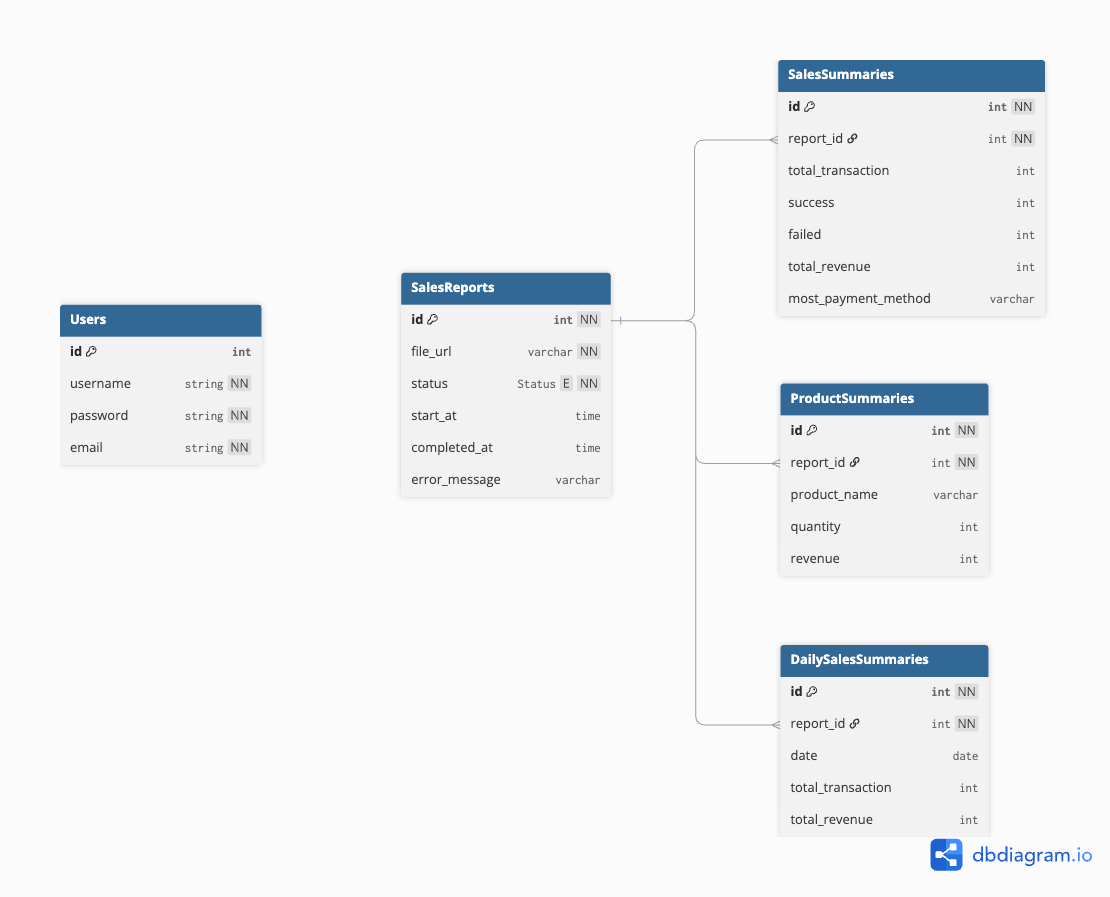 Users
id int
username string NN
password string NN
email string NN
SalesReports
id int NN
file_url varchar NN
status Status E NN
start_at time
completed_at time
error_message varchar
SalesSummaries
id int NN
report_id int NN
total_transaction int
success int
failed int
total_revenue int
most_payment_method varchar
ProductSummaries
id int NN
report_id int NN
product_name varchar
quantity int
revenue int
DailySalesSummaries
id int NN
report_id int NN
date date
total_transaction int
total_revenue int
dbdiagram.io